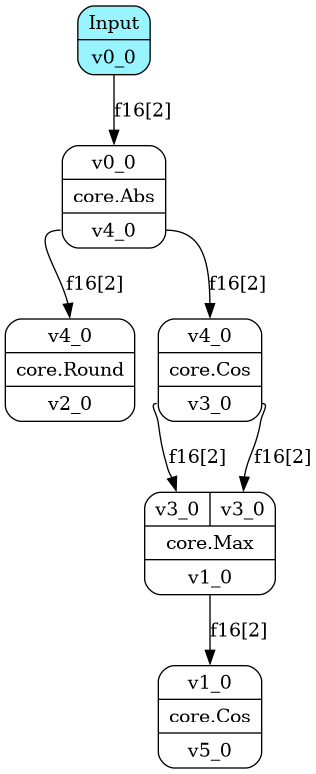 Input
v0_0
f16[2]
v0_0
core.Abs
v4_0
f16[2]
f16[2]
v4_0
core.Round
v2_0
v4_0
core.Cos
v3_0
f16[2]
f16[2]
v3_0 v3_0
core.Max
v1_0
f16[2]
v1_0
core.Cos
v5_0